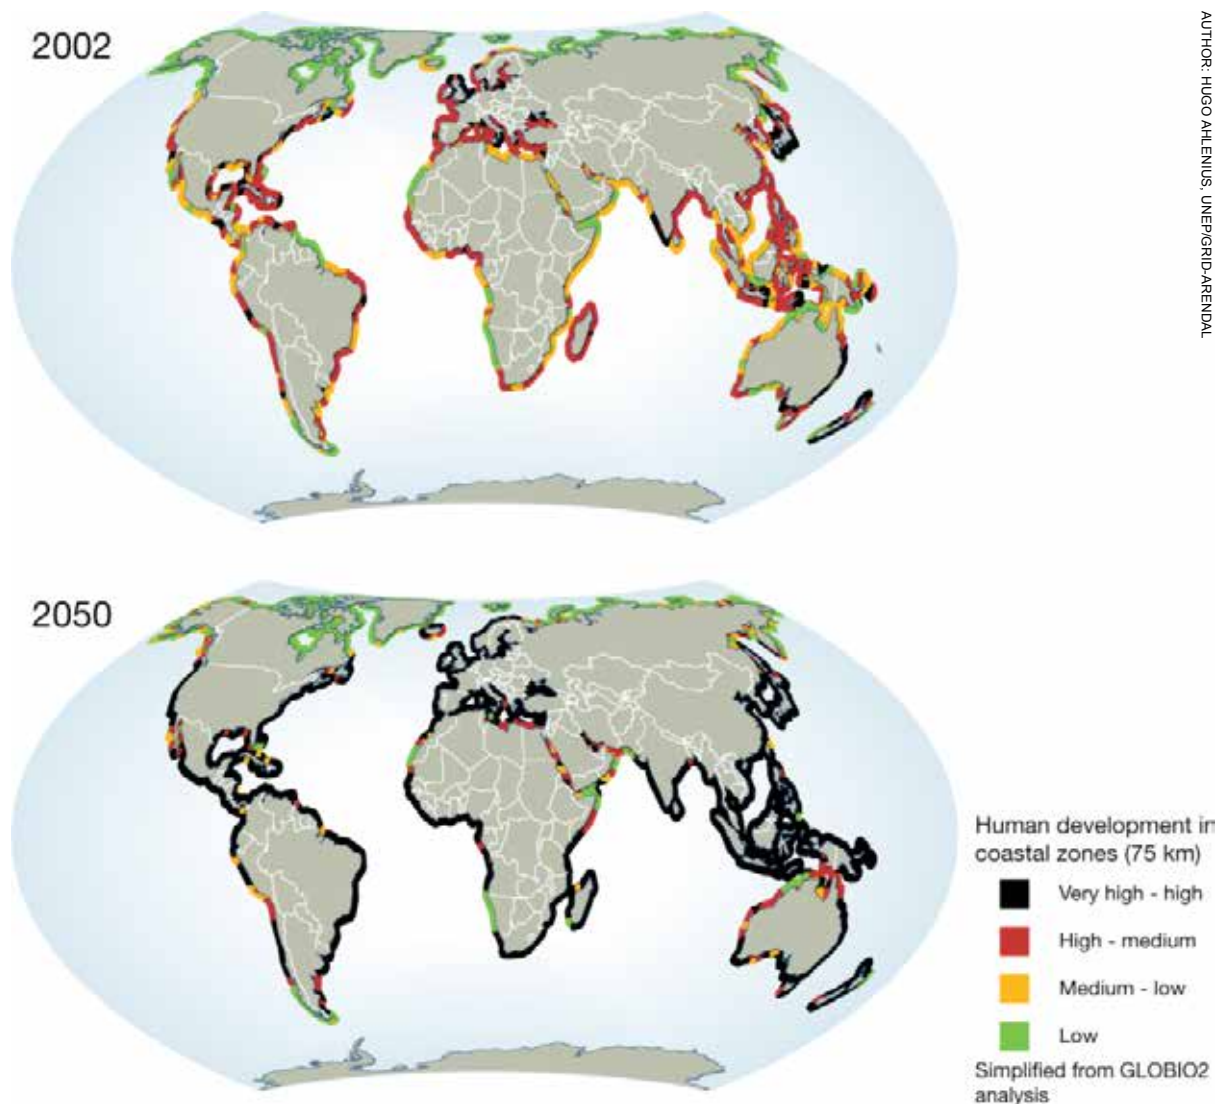 2002
AUTHOR: HUGO AHLENIUS, UNEP/GRID-ARENDAL
2050
Human development in
coastal zones (75 km)
Very high - high
High - medium
Medium - low
Low
Simplified from GLOBIO2
analysis